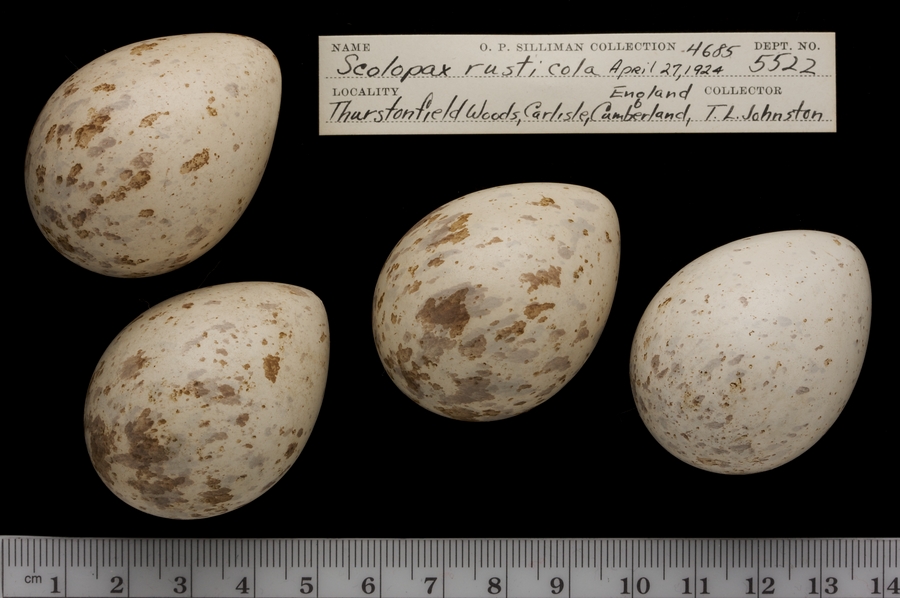 NAME O. P. SILLIMAN COLLECTION 4685 DEPT. NO.
Scolopax rusticola April 27, 1924 5522
LOCALITY England COLLECTOR
Thurstonfield Woods, Carlisle, Cumberland, T. L. Johnston
cm 1 2 3 4 5 6 7 8 9 10 11 12 13 14